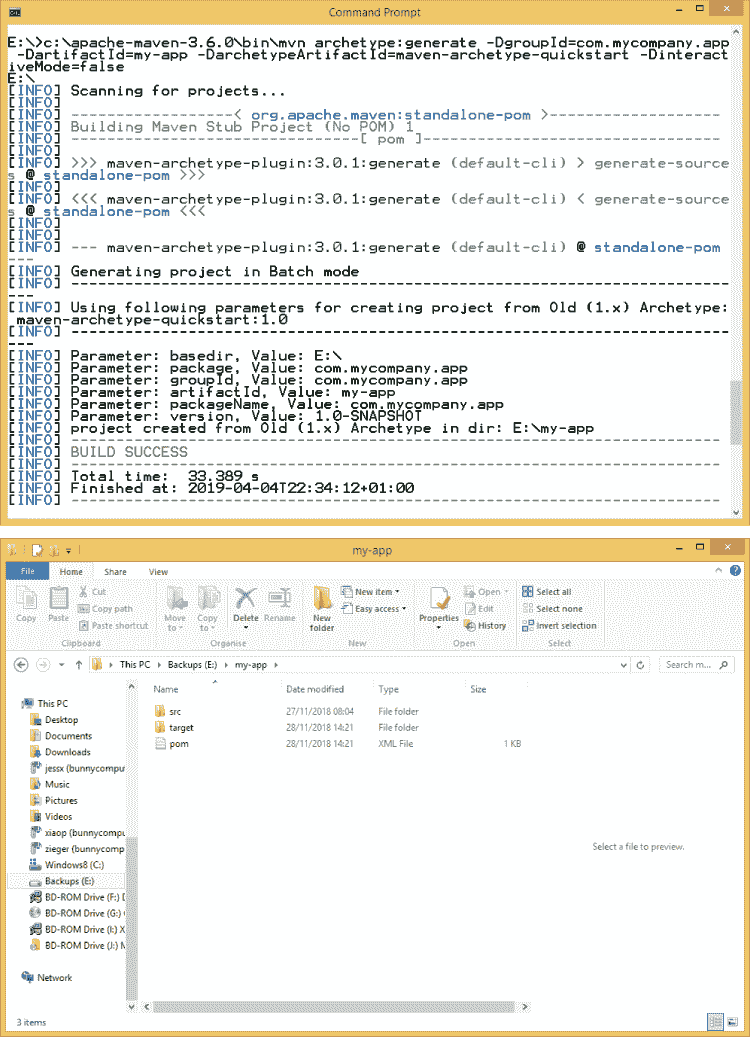 Command Prompt
E:\>c:\apache-maven-3.6.0\bin\mvn archetype:generate -DgroupId=com.mycompany.app
 -DartifactId=my-app -DarchetypeArtifactId=maven-archetype-quickstart -Dinteract
iveMode=false
E:\
[INFO] Scanning for projects...
[INFO]
[INFO] ------------------< org.apache.maven:standalone-pom >-------------------
[INFO] Building Maven Stub Project (No POM) 1
[INFO] --------------------------------[ pom ]---------------------------------
[INFO]
[INFO] >>> maven-archetype-plugin:3.0.1:generate (default-cli) > generate-source
s @ standalone-pom >>>
[INFO]
[INFO] <<< maven-archetype-plugin:3.0.1:generate (default-cli) < generate-source
s @ standalone-pom <<<
[INFO]
[INFO]
[INFO] --- maven-archetype-plugin:3.0.1:generate (default-cli) @ standalone-pom
---
[INFO] Generating project in Batch mode
[INFO] -------------------------------------------------------------------------
---
[INFO] Using following parameters for creating project from Old (1.x) Archetype:
 maven-archetype-quickstart:1.0
[INFO] -------------------------------------------------------------------------
---
[INFO] Parameter: basedir, Value: E:\
[INFO] Parameter: package, Value: com.mycompany.app
[INFO] Parameter: groupId, Value: com.mycompany.app
[INFO] Parameter: artifactId, Value: my-app
[INFO] Parameter: packageName, Value: com.mycompany.app
[INFO] Parameter: version, Value: 1.0-SNAPSHOT
[INFO] project created from Old (1.x) Archetype in dir: E:\my-app
[INFO] ------------------------------------------------------------------------
[INFO] BUILD SUCCESS
[INFO] ------------------------------------------------------------------------
[INFO] Total time:  33.389 s
[INFO] Finished at: 2019-04-04T22:34:12+01:00
[INFO] ------------------------------------------------------------------------
my-app
File Home Share View
Copy Paste Cut Copy path Paste shortcut
Move to Copy to Delete Rename New folder
New item Easy access
Properties Open Edit History
Select all Select none Invert selection
Clipboard Organise New Open Select
This PC Backups (E:) my-app Search m...
Name Date modified Type Size
This PC
Desktop
Documents
Downloads
jessx (bunnycompu
Music
Pictures
Videos
xiaop (bunnycompu
zieger (bunnycomp
Windows8 (C:)
Backups (E:)
BD-ROM Drive (F:) D
BD-ROM Drive (G:)
BD-ROM Drive (I:) X
BD-ROM Drive (J:) M
Network
src 27/11/2018 08:04 File folder
target 28/11/2018 14:21 File folder
pom 28/11/2018 14:21 XML File 1 KB
Select a file to preview.
3 items